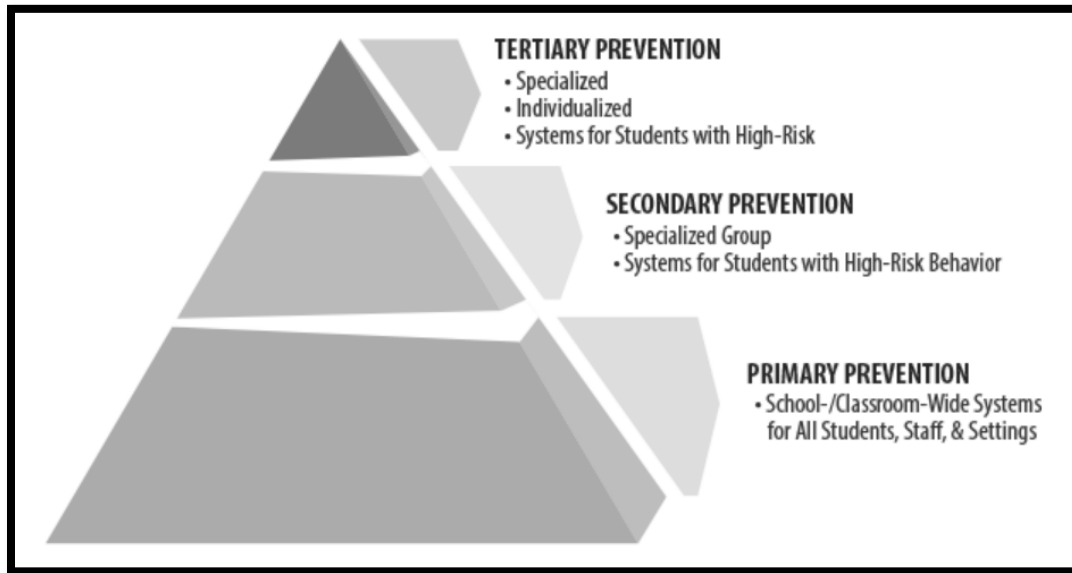 TERTIARY PREVENTION
• Specialized
• Individualized
• Systems for Students with High-Risk
SECONDARY PREVENTION
• Specialized Group
• Systems for Students with High-Risk Behavior
PRIMARY PREVENTION
• School-/Classroom-Wide Systems
for All Students, Staff, & Settings